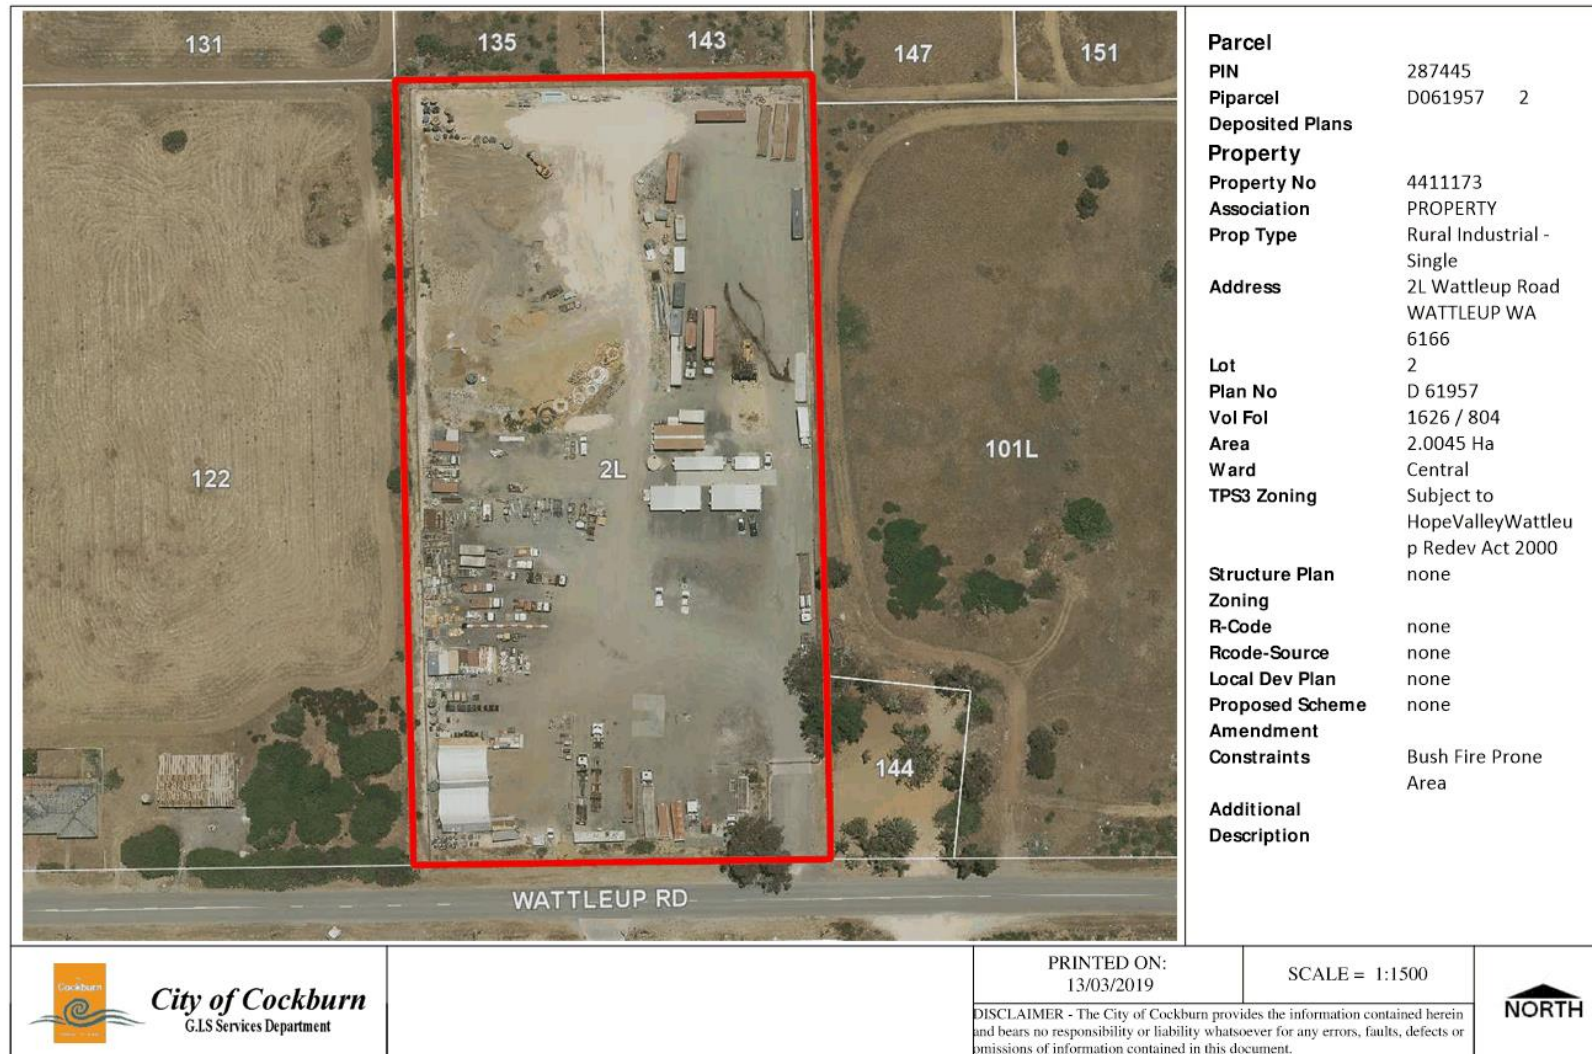 131
135
143
147
151
122
2L
101L
144
WATTLEUP RD
Parcel
PIN 287445
Piparcel D061957 2
Deposited Plans
Property
Property No 4411173
Association PROPERTY
Prop Type Rural Industrial -
Single
Address 2L Wattleup Road
WATTLEUP WA
6166
Lot 2
Plan No D 61957
Vol Fol 1626 / 804
Area 2.0045 Ha
Ward Central
TPS3 Zoning Subject to
HopeValleyWattleu
p Redev Act 2000
Structure Plan none
Zoning
R-Code none
Rcode-Source none
Local Dev Plan none
Proposed Scheme none
Amendment
Constraints Bush Fire Prone
Area
Additional
Description
Cockburn
City of Cockburn
G.I.S Services Department
PRINTED ON:
13/03/2019
SCALE = 1:1500
DISCLAIMER - The City of Cockburn provides the information contained herein
and bears no responsibility or liability whatsoever for any errors, faults, defects or
omissions of information contained in this document.
NORTH